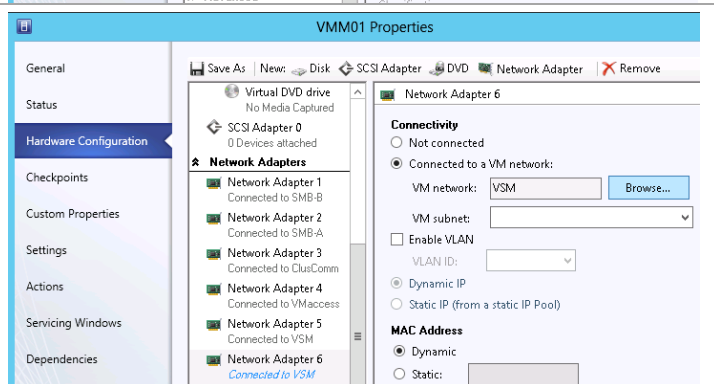 VMM01 Properties
General
Status
Hardware Configuration
Checkpoints
Custom Properties
Settings
Actions
Servicing Windows
Dependencies
Save As New: Disk SCSI Adapter DVD Network Adapter Remove
Virtual DVD drive
No Media Captured
SCSI Adapter 0
0 Devices attached
Network Adapters
Network Adapter 1
Connected to SMB-B
Network Adapter 2
Connected to SMB-A
Network Adapter 3
Connected to ClusComm
Network Adapter 4
Connected to VMaccess
Network Adapter 5
Connected to VSM
Network Adapter 6
Connected to VSM
Network Adapter 6
Connectivity
Not connected
Connected to a VM network:
VM network: VSM Browse...
VM subnet:
Enable VLAN
VLAN ID:
Dynamic IP
Static IP (from a static IP Pool)
MAC Address
Dynamic
Static: